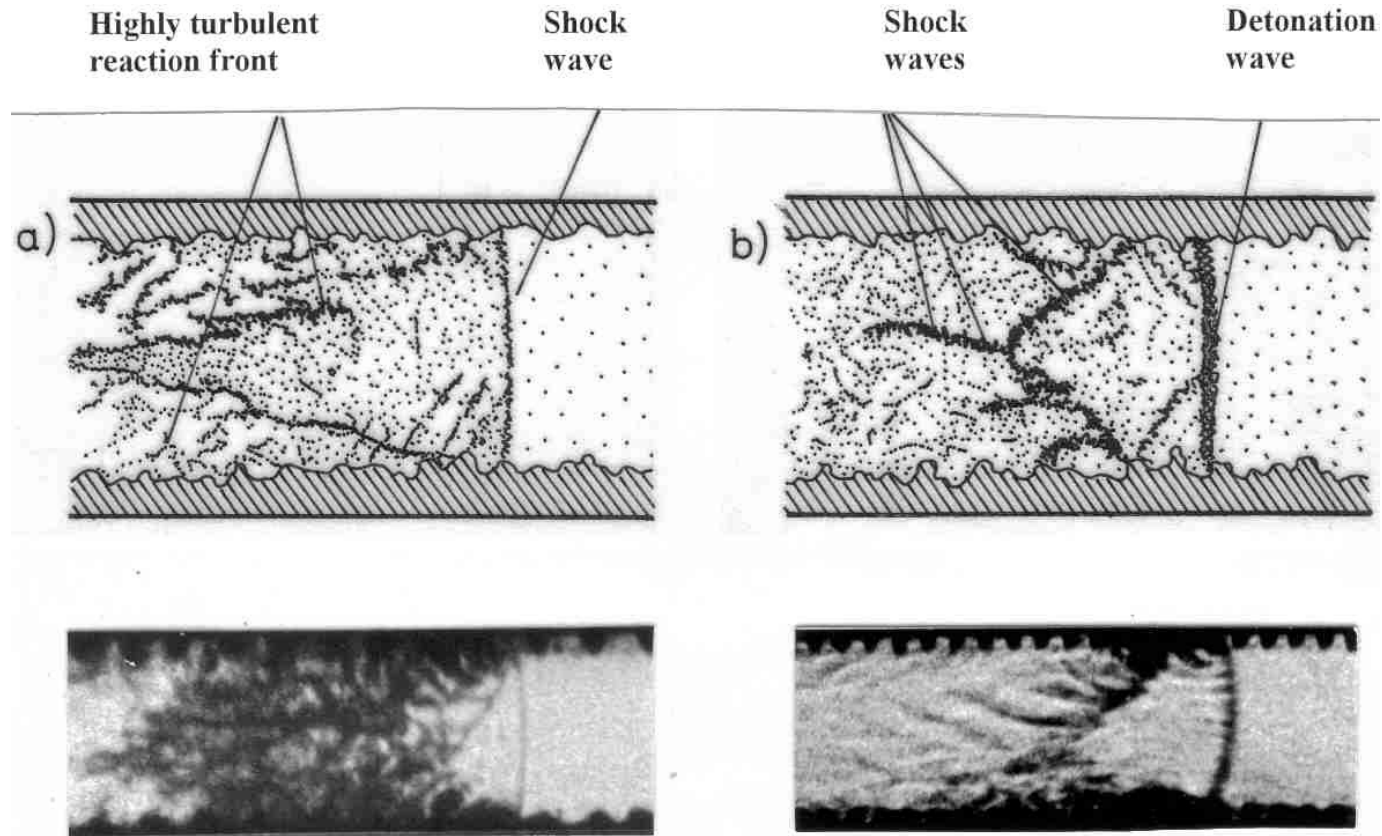 Highly turbulent
reaction front
Shock
wave
Shock
waves
Detonation
wave
a)
b)